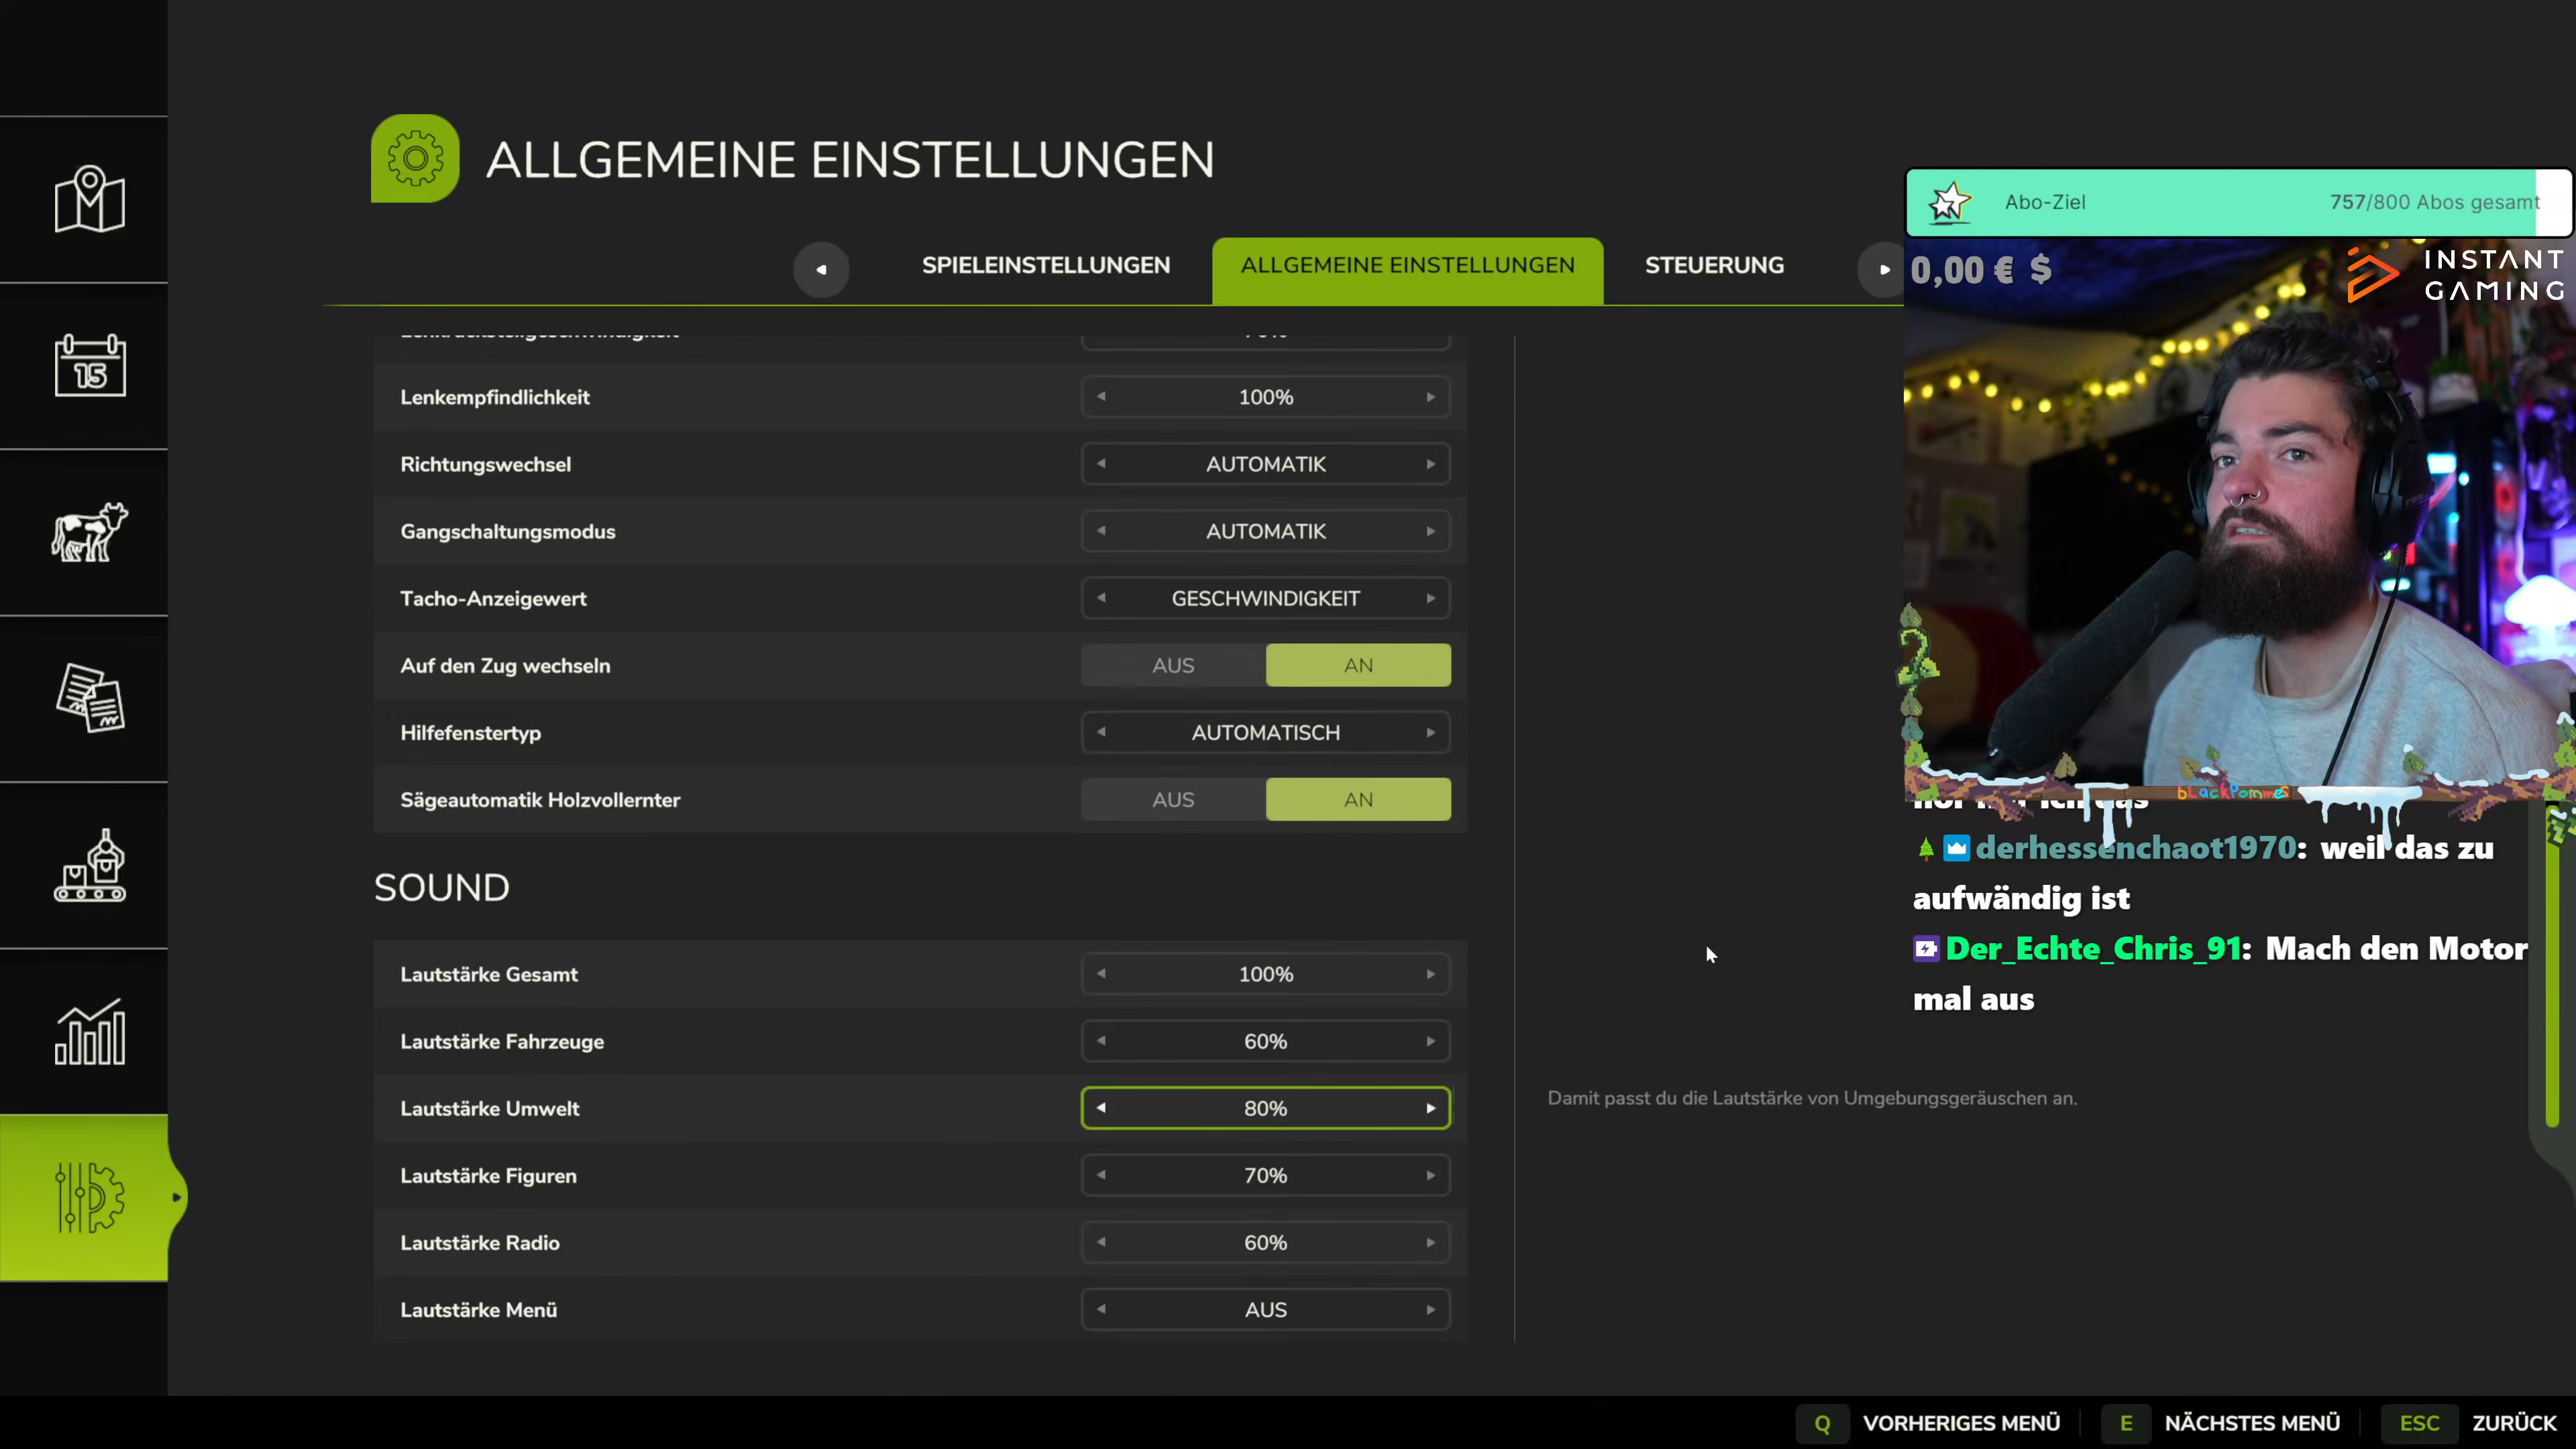 ALLGEMEINE EINSTELLUNGEN
SPIELEINSTELLUNGEN
ALLGEMEINE EINSTELLUNGEN
STEUERUNG
15
Lenkempfindlichkeit
100%
Richtungswechsel
AUTOMATIK
Gangschaltungsmodus
AUTOMATIK
Tacho-Anzeigewert
GESCHWINDIGKEIT
Auf den Zug wechseln
AUS
AN
Hilfefenstertyp
AUTOMATISCH
Sägeautomatik Holzvollernter
AUS
AN
SOUND
Lautstärke Gesamt
100%
Lautstärke Fahrzeuge
60%
Lautstärke Umwelt
80%
Lautstärke Figuren
70%
Lautstärke Radio
60%
Lautstärke Menü
AUS
Damit passt du die Lautstärke von Umgebungsgeräuschen an.
Abo-Ziel
757/800 Abos gesamt
0,00 € $
INSTANT
GAMING
bLackPommes
derhessenchaot1970: weil das zu
aufwändig ist
Der_Echte_Chris_91: Mach den Motor
mal aus
Q VORHERIGES MENÜ
E NÄCHSTES MENÜ
ESC ZURÜCK